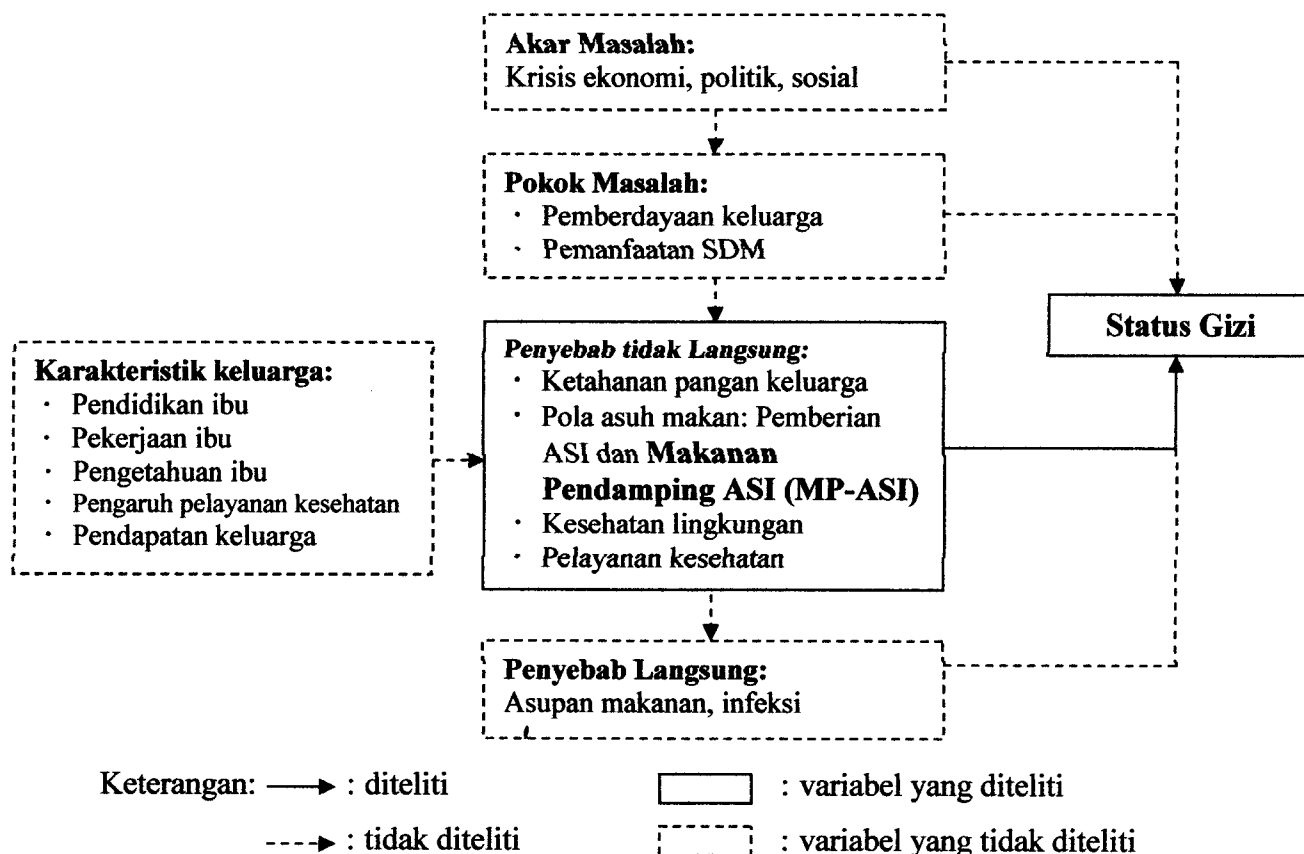 Akar Masalah:
Krisis ekonomi, politik, sosial
Pokok Masalah:
· Pemberdayaan keluarga
· Pemanfaatan SDM
Status Gizi
Karakteristik keluarga:
· Pendidikan ibu
· Pekerjaan ibu
· Pengetahuan ibu
· Pengaruh pelayanan kesehatan
· Pendapatan keluarga
Penyebab tidak Langsung:
· Ketahanan pangan keluarga
· Pola asuh makan: Pemberian
ASI dan Makanan
Pendamping ASI (MP-ASI)
· Kesehatan lingkungan
· Pelayanan kesehatan
Penyebab Langsung:
Asupan makanan, infeksi
Keterangan: : diteliti
: variabel yang diteliti
: tidak diteliti
: variabel yang tidak diteliti